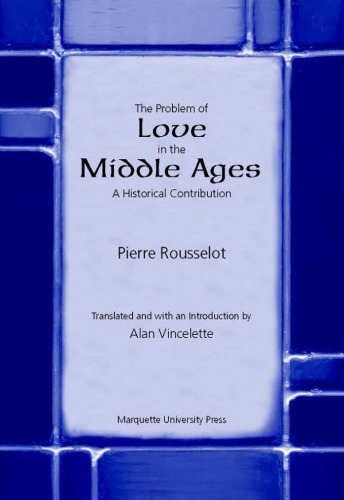 The Problem of
Love
in the
Middle Ages
A Historical Contribution
Pierre Rousselot
Translated and with an Introduction by
Alan Vincelette
Marquette University Press